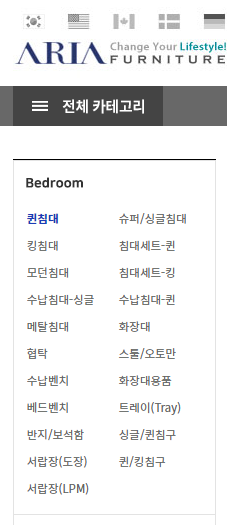 ARIA Change Your Lifestyle!
FURNITURE
전체 카테고리
Bedroom
퀸침대 슈퍼/싱글침대
킹침대 침대세트-퀸
모던침대 침대세트-킹
수납침대-싱글 수납침대-퀸
메탈침대 화장대
협탁 스툴/오토만
수납벤치 화장대용품
베드벤치 트레이(Tray)
반지/보석함 싱글/퀸침구
서랍장(도장) 퀸/킹침구
서랍장(LPM)